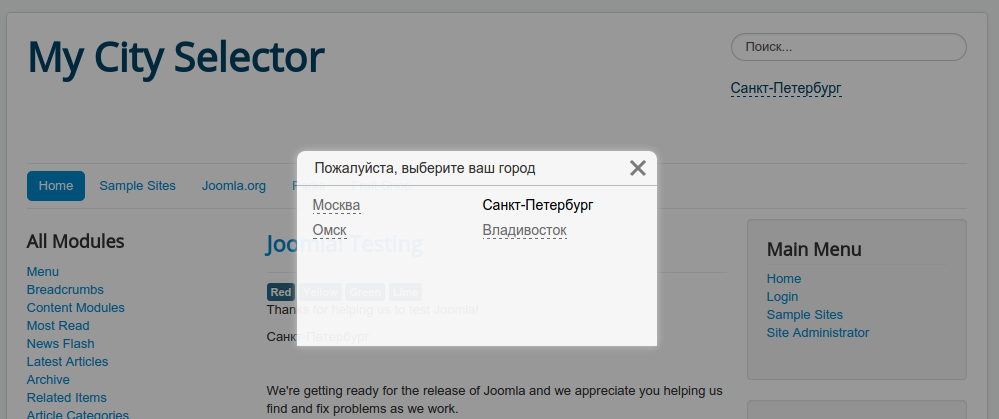 My City Selector
Поиск...
Санкт-Петербург
Пожалуйста, выберите ваш город
Москва
Санкт-Петербург
Омск
Владивосток
Home
Sample Sites
Joomla.org
All Modules
Menu
Breadcrumbs
Content Modules
Most Read
News Flash
Latest Articles
Archive
Related Items
Article Categories
Joomla! Testing
Red Yellow Green Lime
Thanks for helping us to test Joomla!
Санкт-Петербург
We're getting ready for the release of Joomla and we appreciate you helping us
find and fix problems as we work.
Main Menu
Home
Login
Sample Sites
Site Administrator